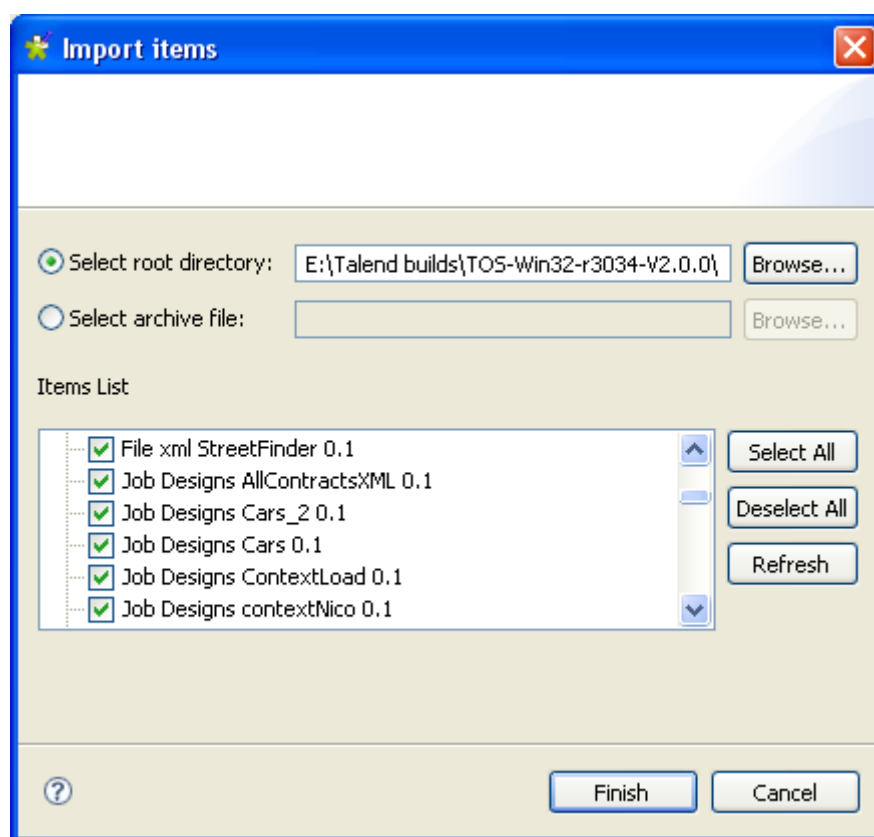 Import items
Select root directory: E:\Talend builds\TOS-Win32-r3034-V2.0.0\ Browse...
Select archive file: Browse...
Items List
File xml StreetFinder 0.1
Job Designs AllContractsXML 0.1
Job Designs Cars_2 0.1
Job Designs Cars 0.1
Job Designs ContextLoad 0.1
Job Designs contextNico 0.1
Select All
Deselect All
Refresh
? Finish Cancel